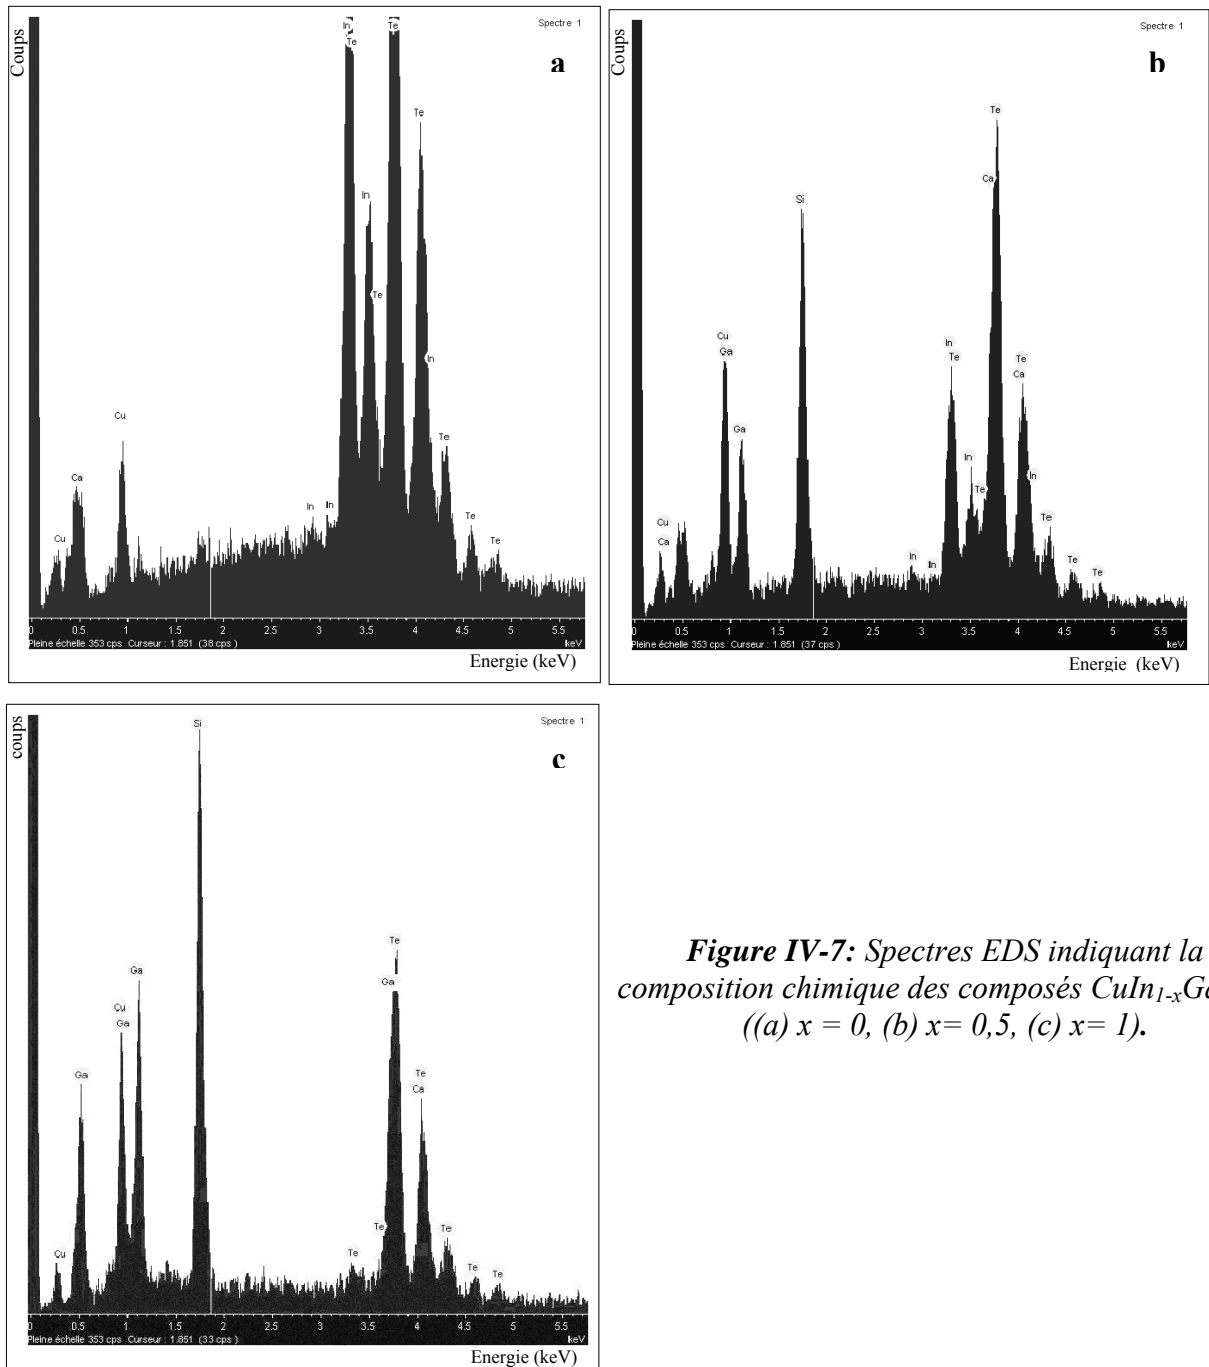 Spectre 1
Coups
a
In
Te
Te
Te
In
Te
In
Cu
Te
Ca
In
In
Te
Cu
Te
0 0.5 1 1.5 2 2.5 3 3.5 4 4.5 5 5.5
Pleine échelle 353 cps Curseur : 1.851 (38 cps) keV
Energie (keV)
Spectre 1
Coups
b
Te
Ca
Si
Cu
Ga
In
Te
Te
Ca
Ga
In
Te
In
Cu
Ca
Te
In
In
Te
Te
0 0.5 1 1.5 2 2.5 3 3.5 4 4.5 5 5.5
Pleine échelle 353 cps Curseur : 1.851 (37 cps) keV
Energie (keV)
Spectre 1
coups
c
Si
Te
Ga
Ga
Cu
Ga
Ga
Te
Ca
Te
Te
Te
Cu
Te
Te
0 0.5 1 1.5 2 2.5 3 3.5 4 4.5 5 5.5
Pleine échelle 353 cps Curseur : 1.851 (33 cps) keV
Energie (keV)
Figure IV-7: Spectres EDS indiquant la
composition chimique des composés CuIn1-xG
((a) x = 0, (b) x= 0,5, (c) x= 1).